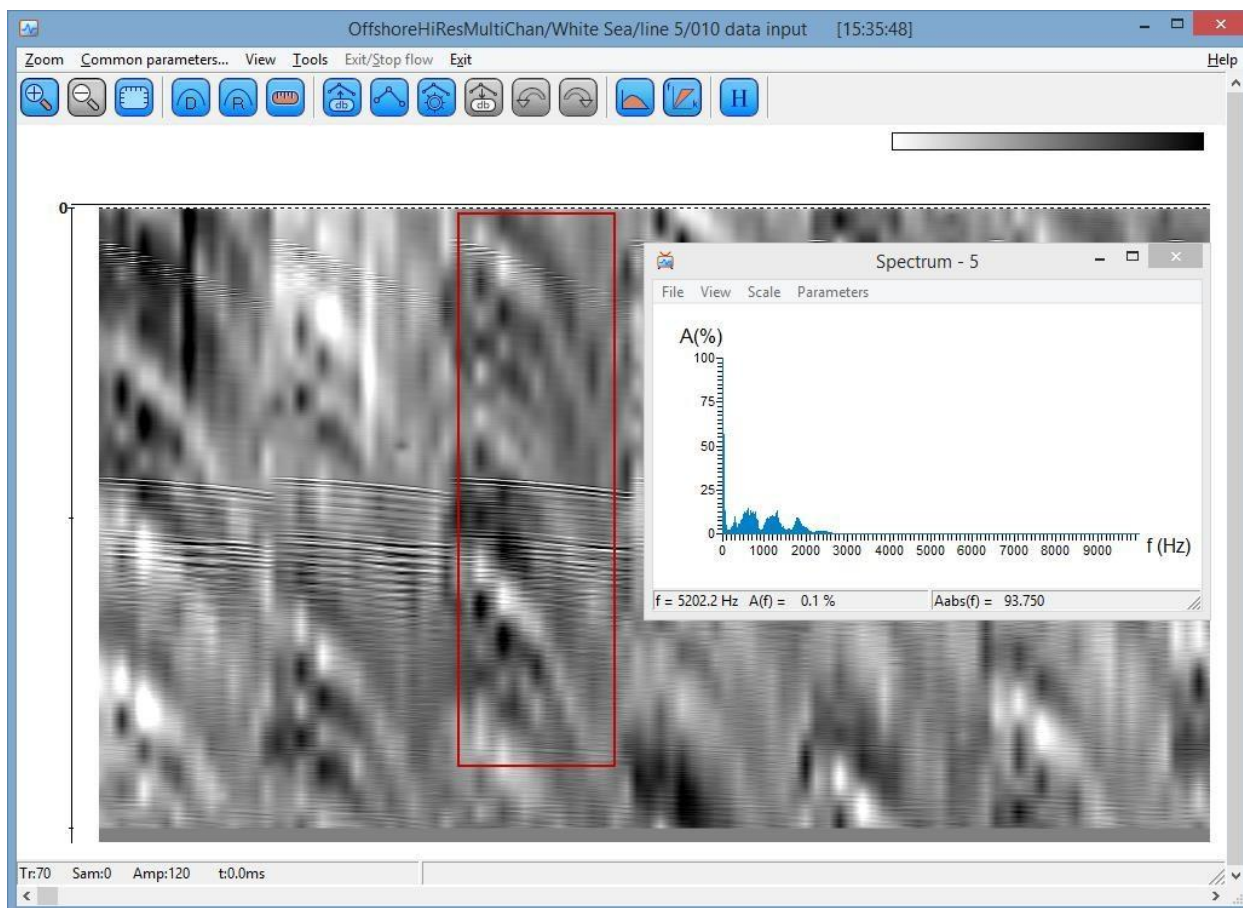 OffshoreHiResMultiChan/White Sea/line 5/010 data input [15:35:48]
Zoom Common parameters... View Tools Exit/Stop flow Exit Help
D R db db f k H
0
Spectrum - 5
File View Scale Parameters
A(%)
100
75
50
25
0
0 1000 2000 3000 4000 5000 6000 7000 8000 9000 f (Hz)
f = 5202.2 Hz A(f) = 0.1 % Aabs(f) = 93.750
Tr:70 Sam:0 Amp:120 t:0.0ms